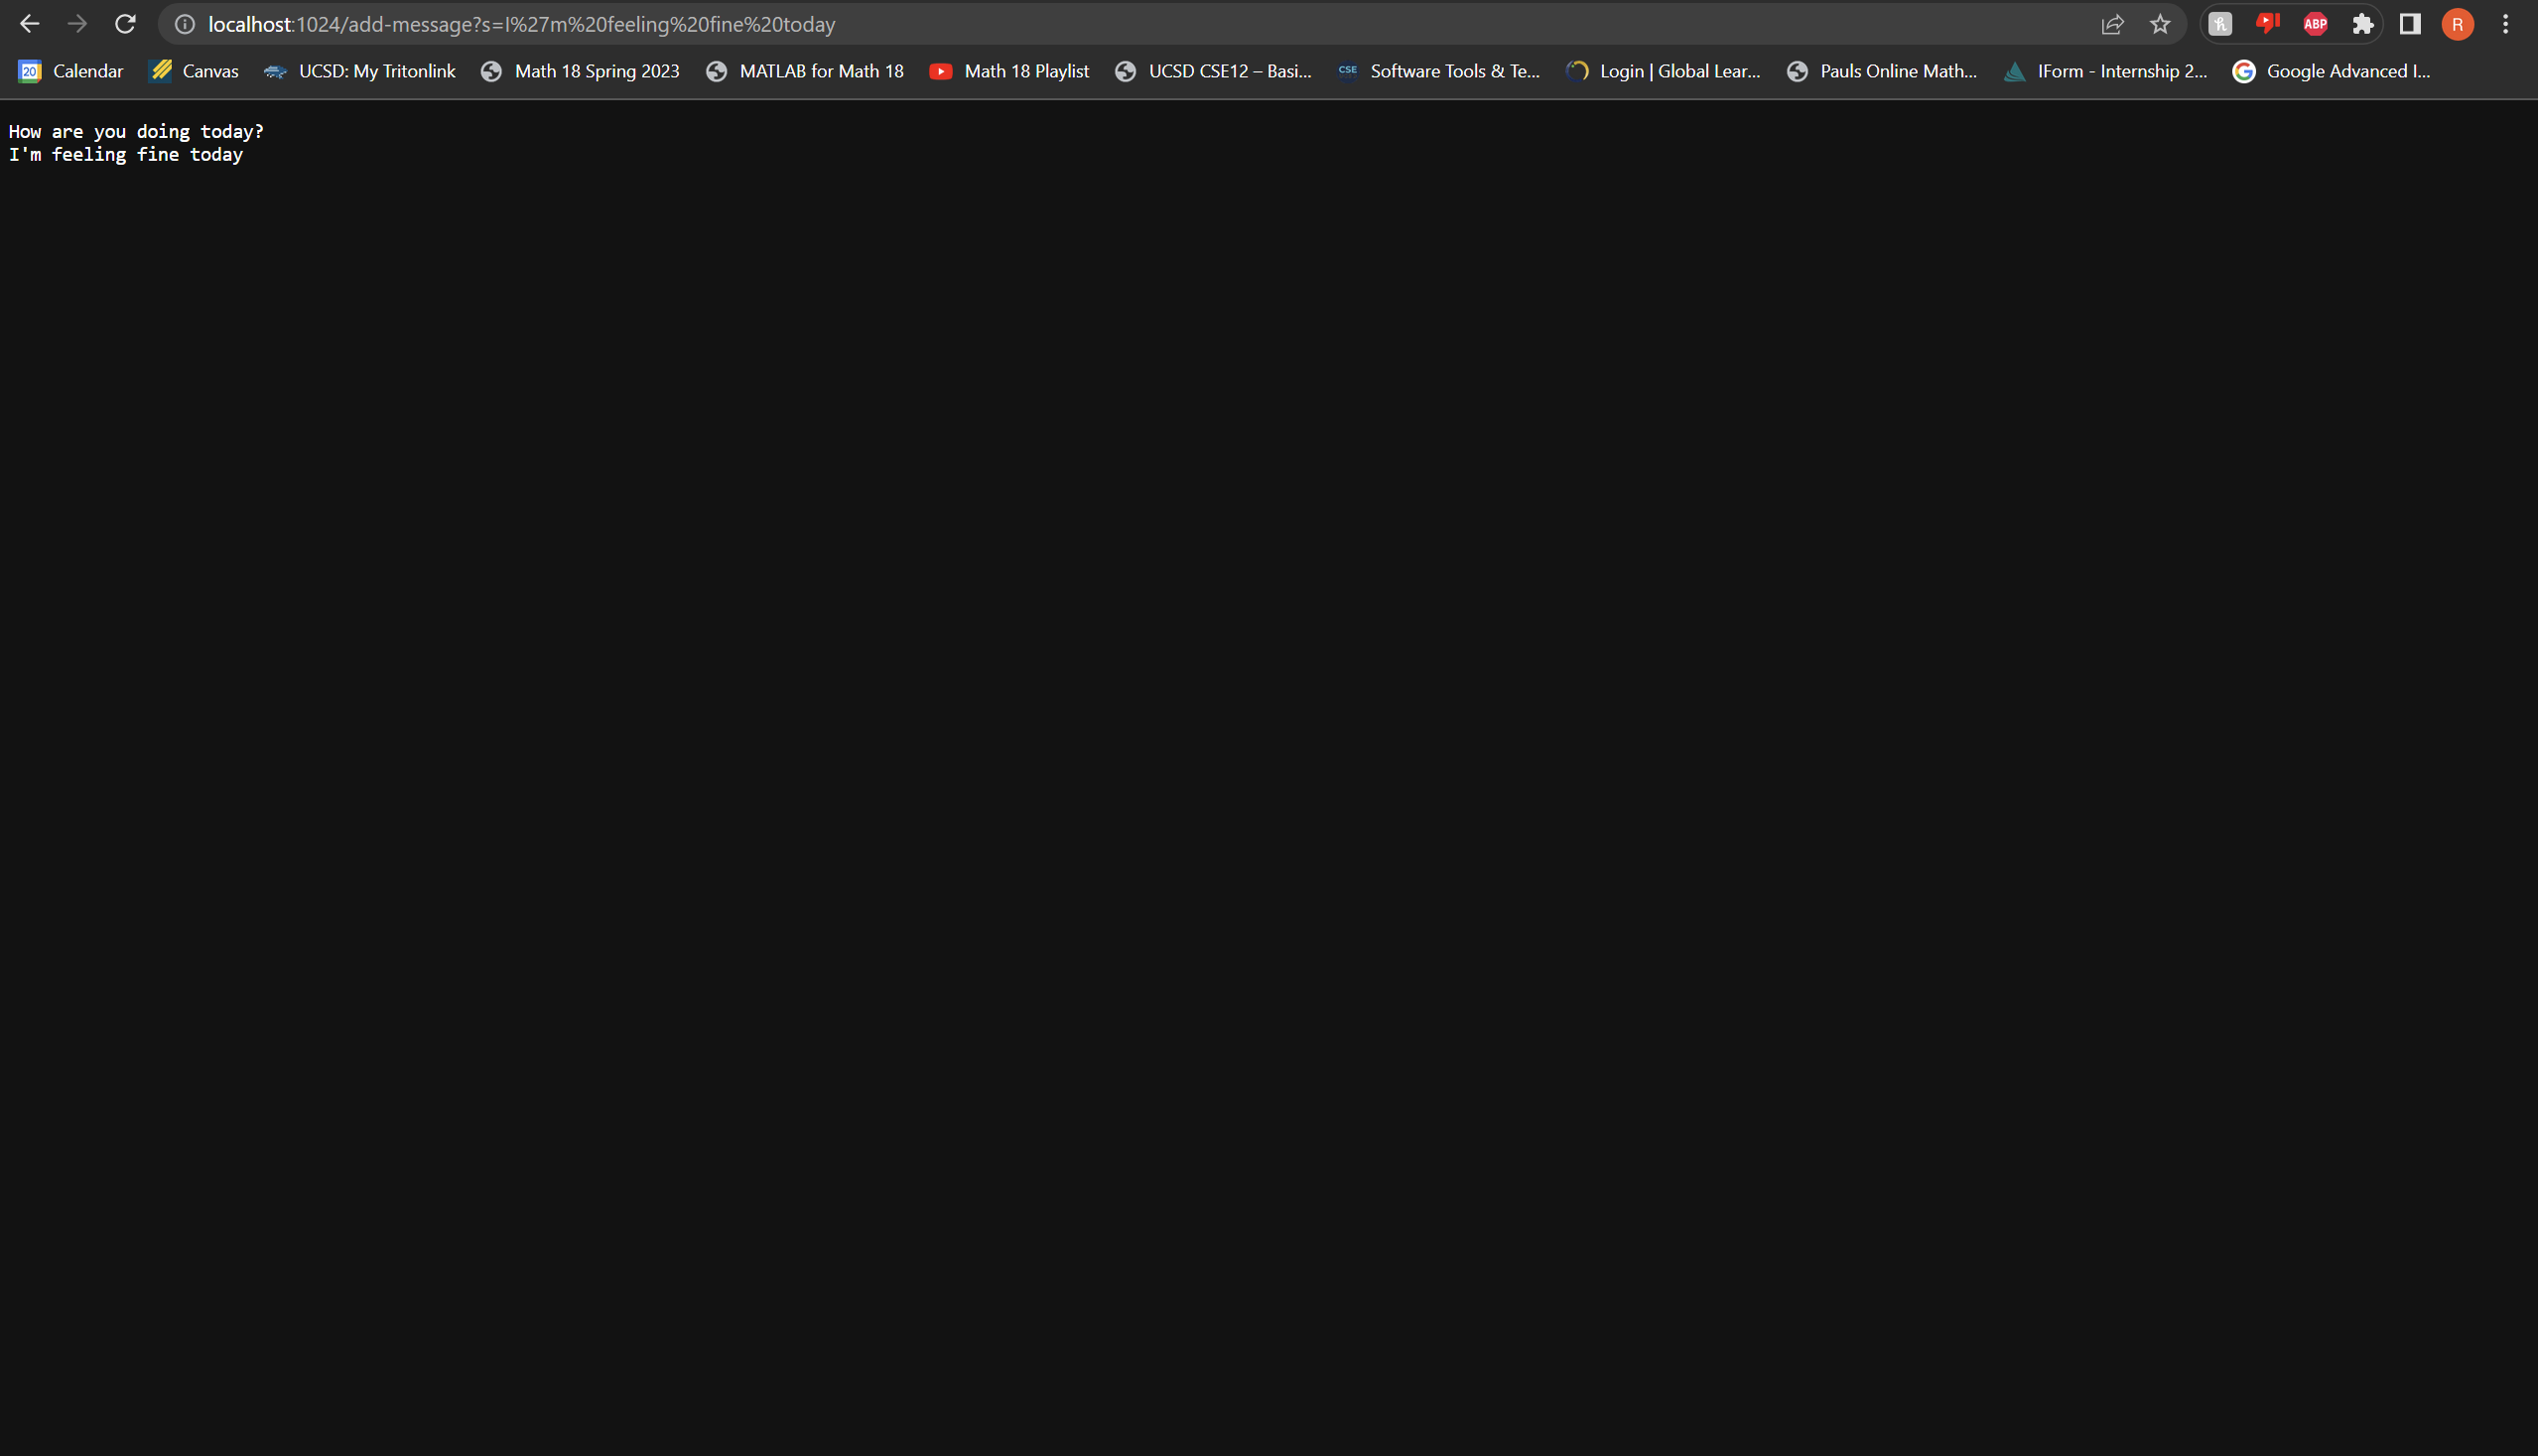 localhost:1024/add-message?s=I%27m%20feeling%20fine%20today
ABP
R
20 Calendar Canvas UCSD: My Tritonlink Math 18 Spring 2023 MATLAB for Math 18 Math 18 Playlist UCSD CSE12 – Basi... CSE Software Tools & Te... Login | Global Lear... Pauls Online Math... IForm - Internship 2... Google Advanced I...
How are you doing today?
I'm feeling fine today